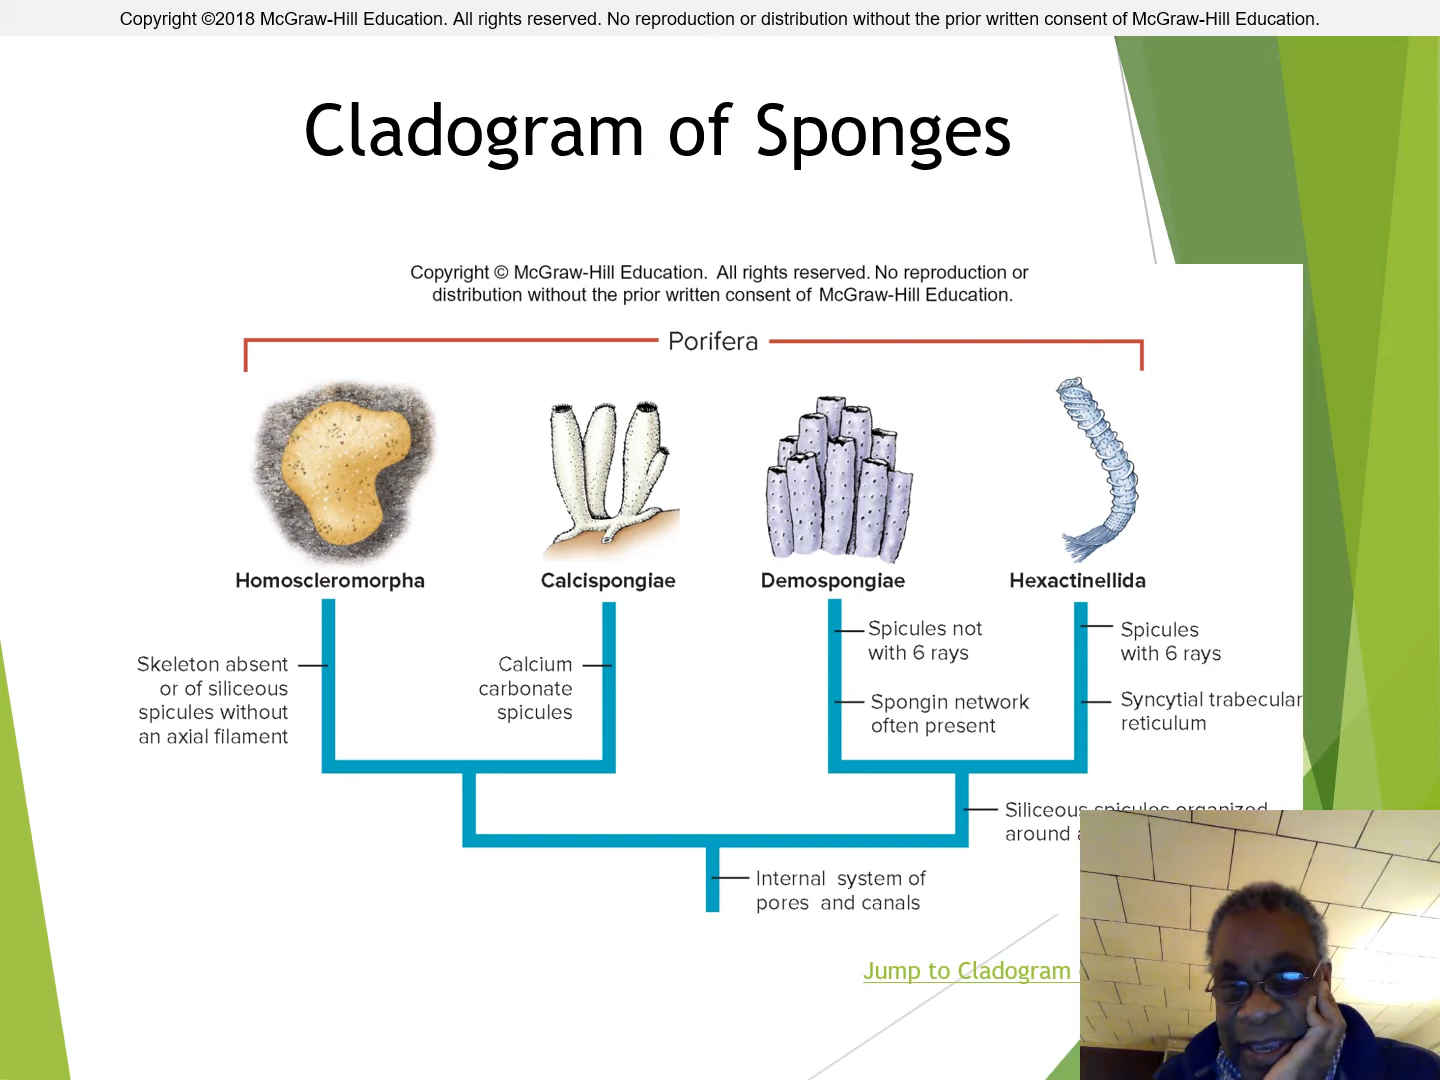 Copyright ©2018 McGraw-Hill Education. All rights reserved. No reproduction or distribution without the prior written consent of McGraw-Hill Education.
Cladogram of Sponges
Copyright © McGraw-Hill Education. All rights reserved. No reproduction or
distribution without the prior written consent of McGraw-Hill Education.
Porifera
Homoscleromorpha
Calcispongiae
Demospongiae
Hexactinellida
Skeleton absent
or of siliceous
spicules without
an axial filament
Calcium
carbonate
spicules
Spicules not
with 6 rays
Spongin network
often present
Spicules
with 6 rays
Syncytial trabecular
reticulum
Siliceous spicules organized
around
Internal system of
pores and canals
Jump to Cladogram